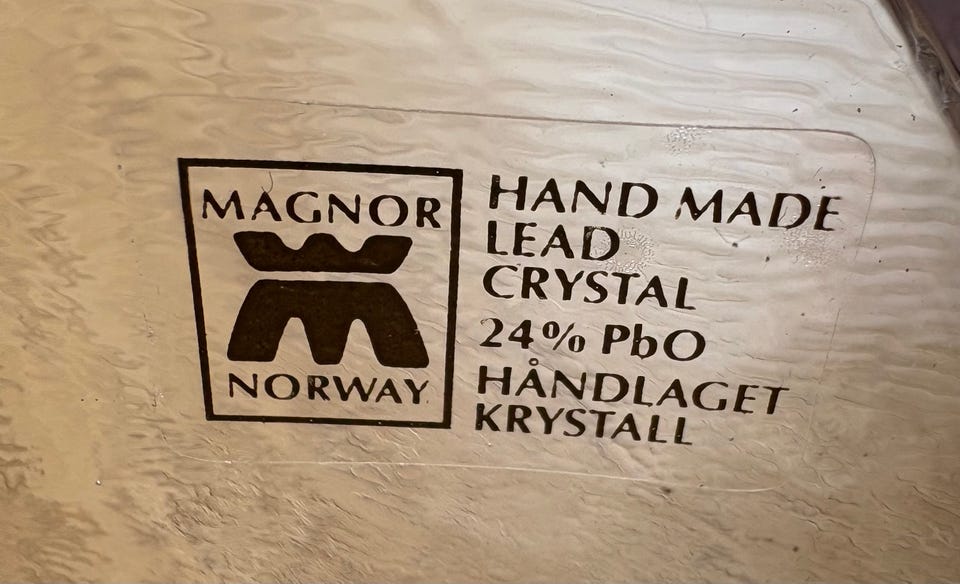 MAGNOR
NORWAY
HAND MADE
LEAD
CRYSTAL
24% PbO
HÅNDLAGET
KRYSTALL